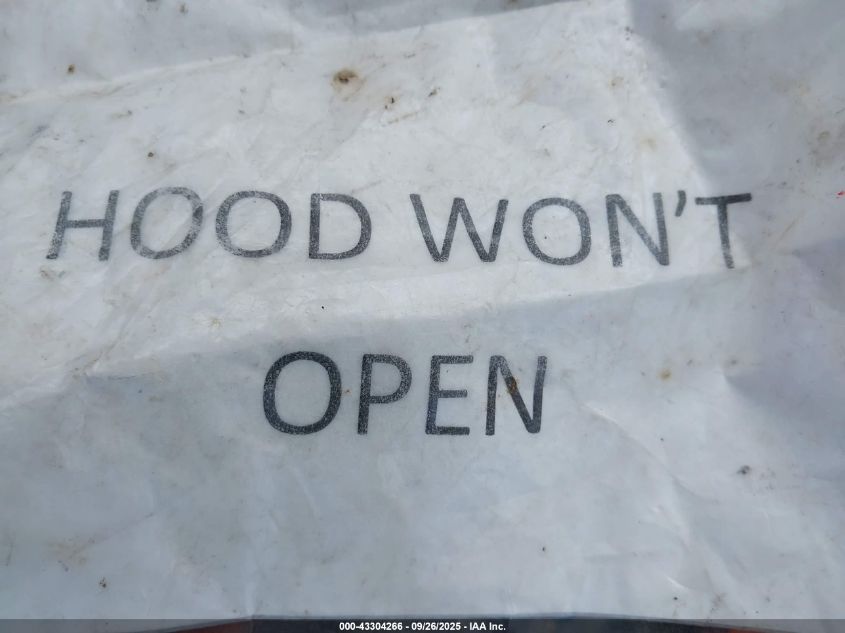 HOOD WON'T
OPEN
000-43304266 - 09/26/2025 - IAA Inc.